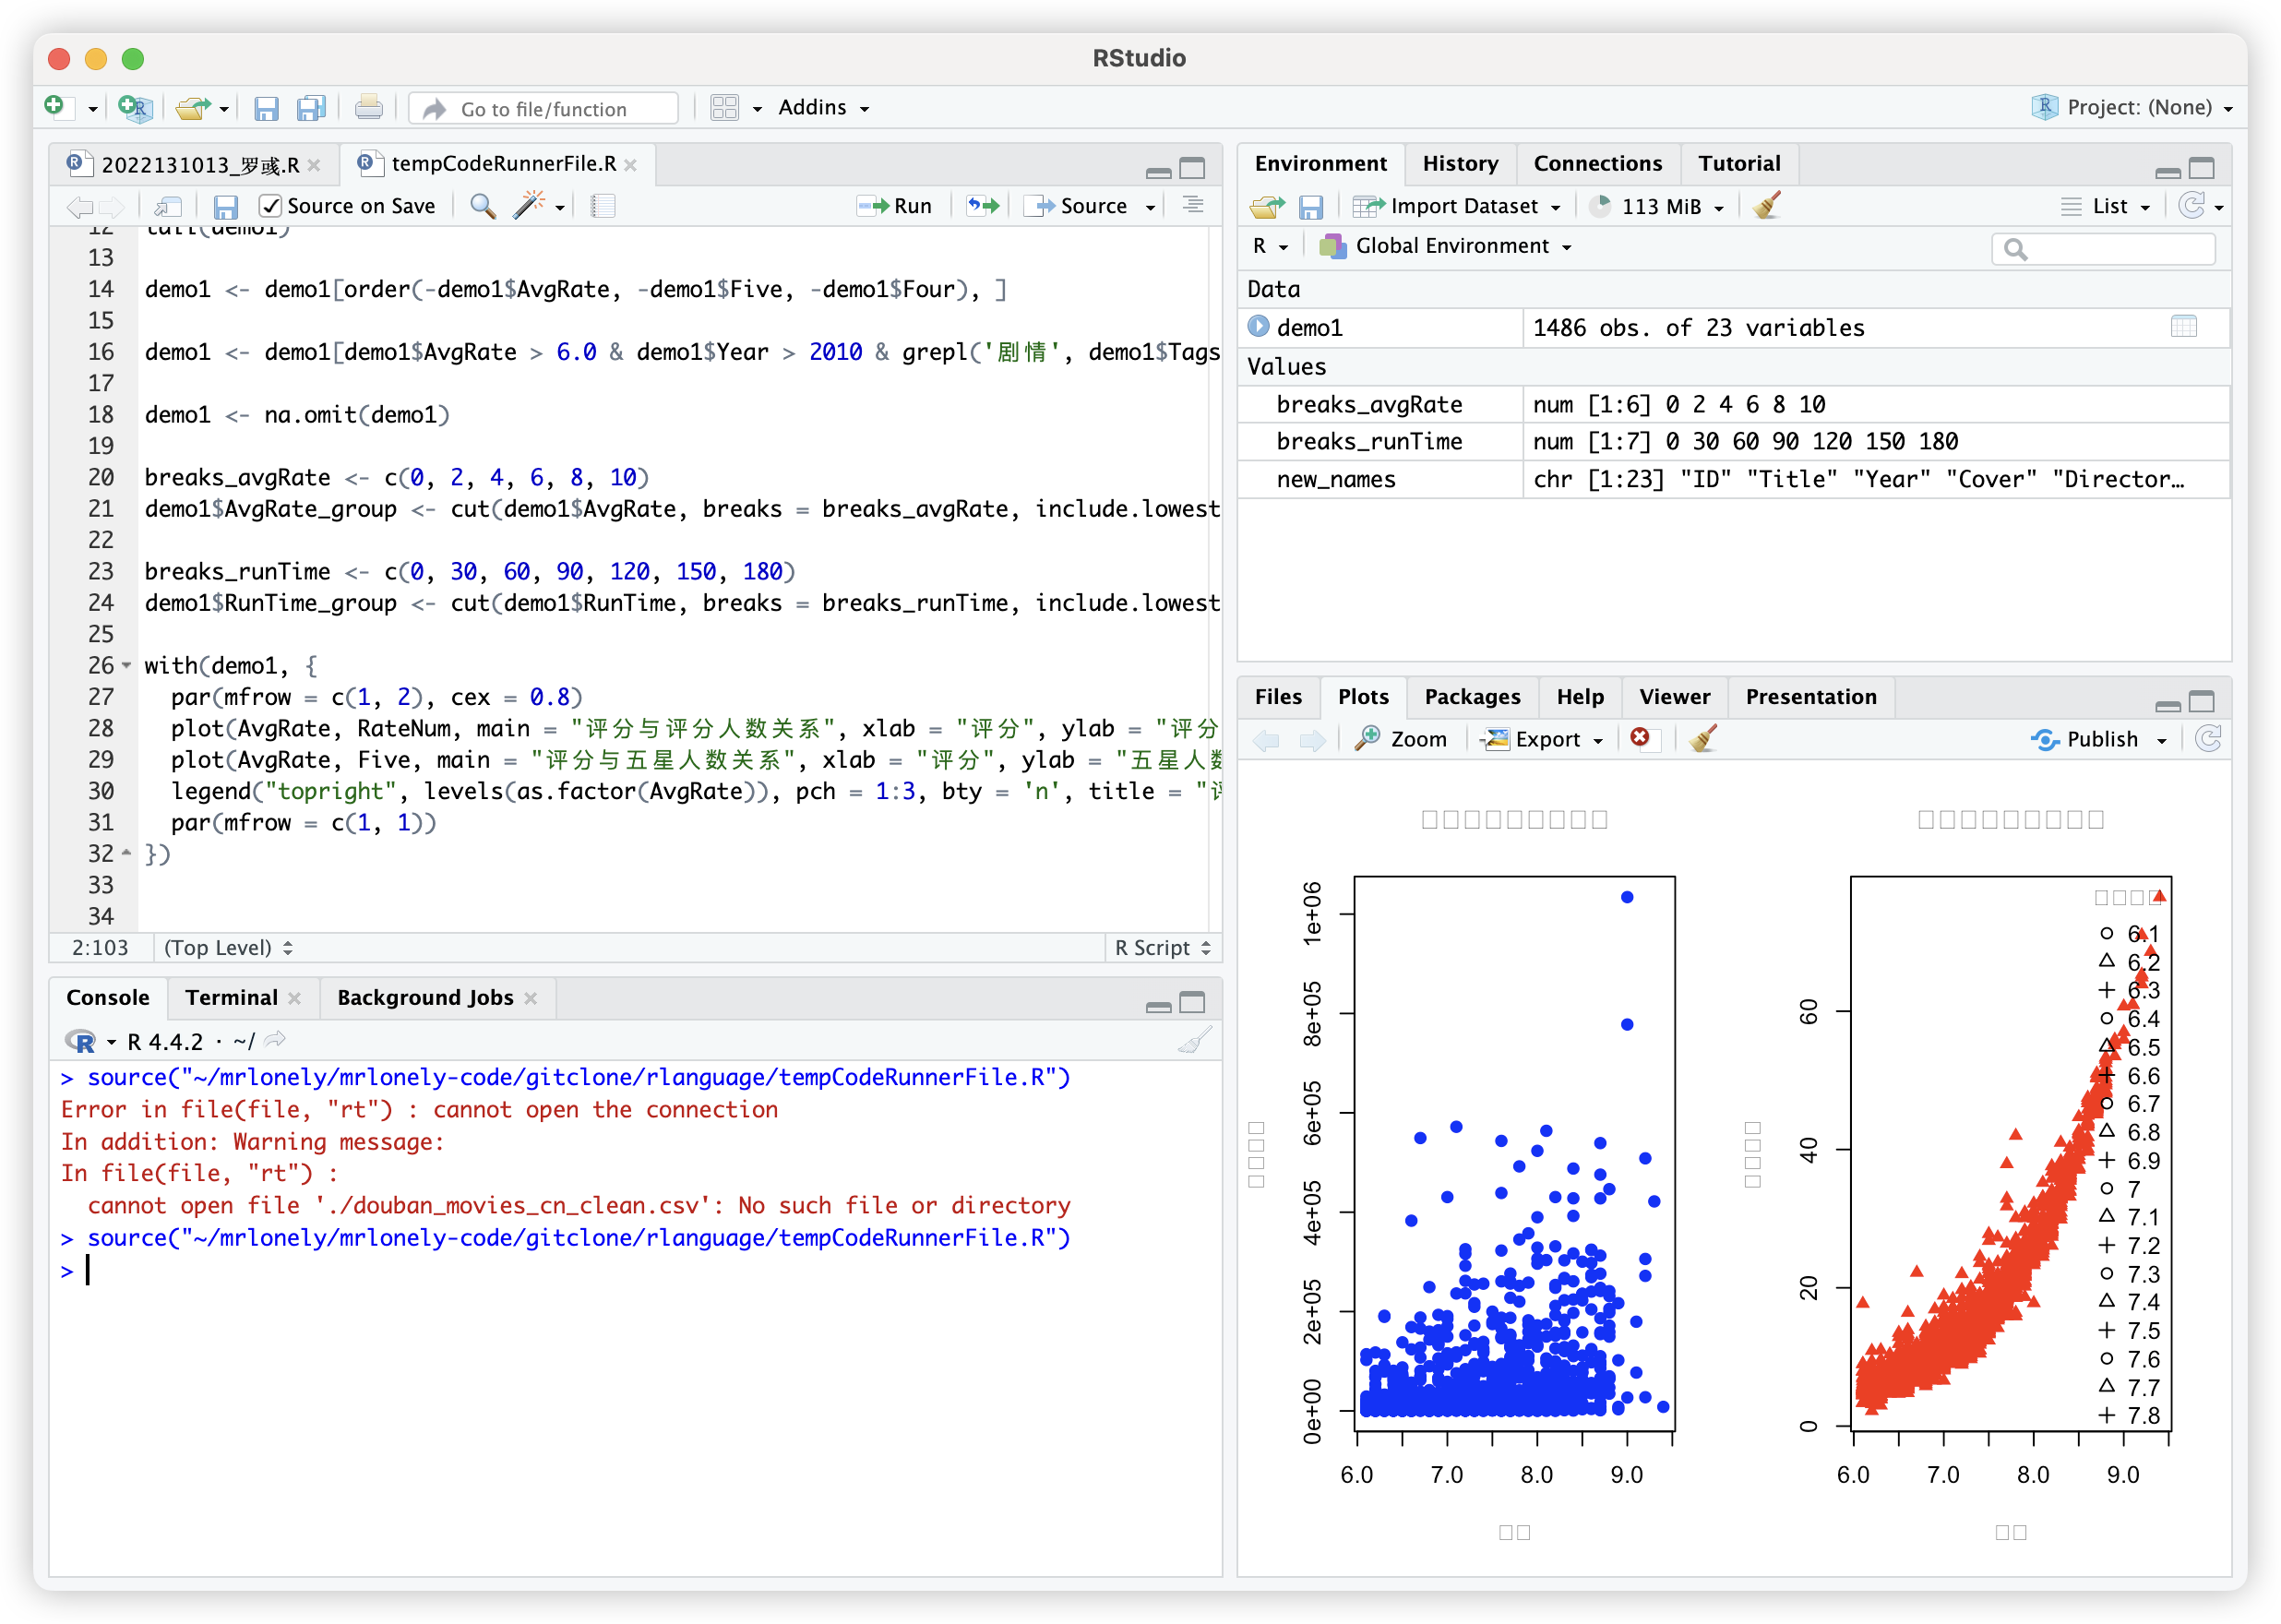 RStudio
Go to file/function
Addins
Project: (None)
2022131013_罗彧.R
tempCodeRunnerFile.R
Source on Save
Run
Source
12 tail(demo1)
13
14 demo1 <- demo1[order(-demo1$AvgRate, -demo1$Five, -demo1$Four), ]
15
16 demo1 <- demo1[demo1$AvgRate > 6.0 & demo1$Year > 2010 & grepl('剧情', demo1$Tags
17
18 demo1 <- na.omit(demo1)
19
20 breaks_avgRate <- c(0, 2, 4, 6, 8, 10)
21 demo1$AvgRate_group <- cut(demo1$AvgRate, breaks = breaks_avgRate, include.lowest
22
23 breaks_runTime <- c(0, 30, 60, 90, 120, 150, 180)
24 demo1$RunTime_group <- cut(demo1$RunTime, breaks = breaks_runTime, include.lowest
25
26 with(demo1, {
27 par(mfrow = c(1, 2), cex = 0.8)
28 plot(AvgRate, RateNum, main = "评分与评分人数关系", xlab = "评分", ylab = "评分
29 plot(AvgRate, Five, main = "评分与五星人数关系", xlab = "评分", ylab = "五星人数
30 legend("topright", levels(as.factor(AvgRate)), pch = 1:3, bty = 'n', title = "评
31 par(mfrow = c(1, 1))
32 })
33
34
2:103 (Top Level) R Script
Console Terminal Background Jobs
R 4.4.2 · ~/
> source("~/mrlonely/mrlonely-code/gitclone/rlanguage/tempCodeRunnerFile.R")
Error in file(file, "rt") : cannot open the connection
In addition: Warning message:
In file(file, "rt") :
cannot open file './douban_movies_cn_clean.csv': No such file or directory
> source("~/mrlonely/mrlonely-code/gitclone/rlanguage/tempCodeRunnerFile.R")
>
Environment History Connections Tutorial
Import Dataset 113 MiB List
R Global Environment
Data
demo1 1486 obs. of 23 variables
Values
breaks_avgRate num [1:6] 0 2 4 6 8 10
breaks_runTime num [1:7] 0 30 60 90 120 150 180
new_names chr [1:23] "ID" "Title" "Year" "Cover" "Director…
Files Plots Packages Help Viewer Presentation
Zoom Export Publish
1e+06
8e+05
6e+05
4e+05
2e+05
0e+00
6.0 7.0 8.0 9.0
60
40
20
0
6.0 7.0 8.0 9.0
6.1
6.2
6.3
6.4
6.5
6.6
6.7
6.8
6.9
7
7.1
7.2
7.3
7.4
7.5
7.6
7.7
7.8